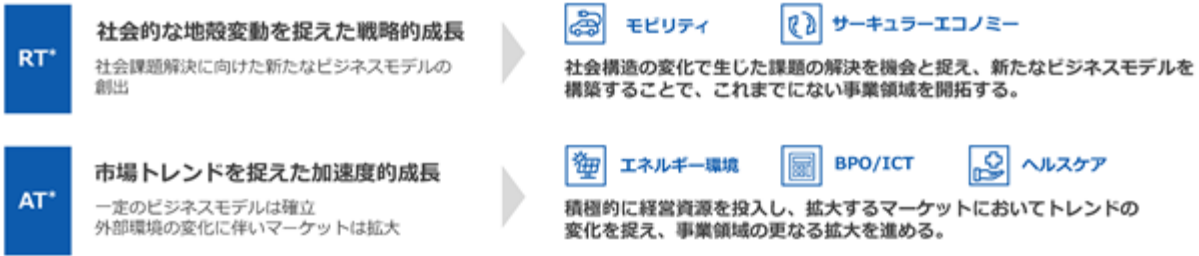 RT*
社会的な地殻変動を捉えた戦略的成長
社会課題解決に向けた新たなビジネスモデルの
創出
モビリティ
サーキュラーエコノミー
社会構造の変化で生じた課題の解決を機会と捉え、新たなビジネスモデルを
構築することで、これまでにない事業領域を開拓する。
AT*
市場トレンドを捉えた加速度的成長
一定のビジネスモデルは確立
外部環境の変化に伴いマーケットは拡大
エネルギー環境
BPO/ICT
ヘルスケア
積極的に経営資源を投入し、拡大するマーケットにおいてトレンドの
変化を捉え、事業領域の更なる拡大を進める。